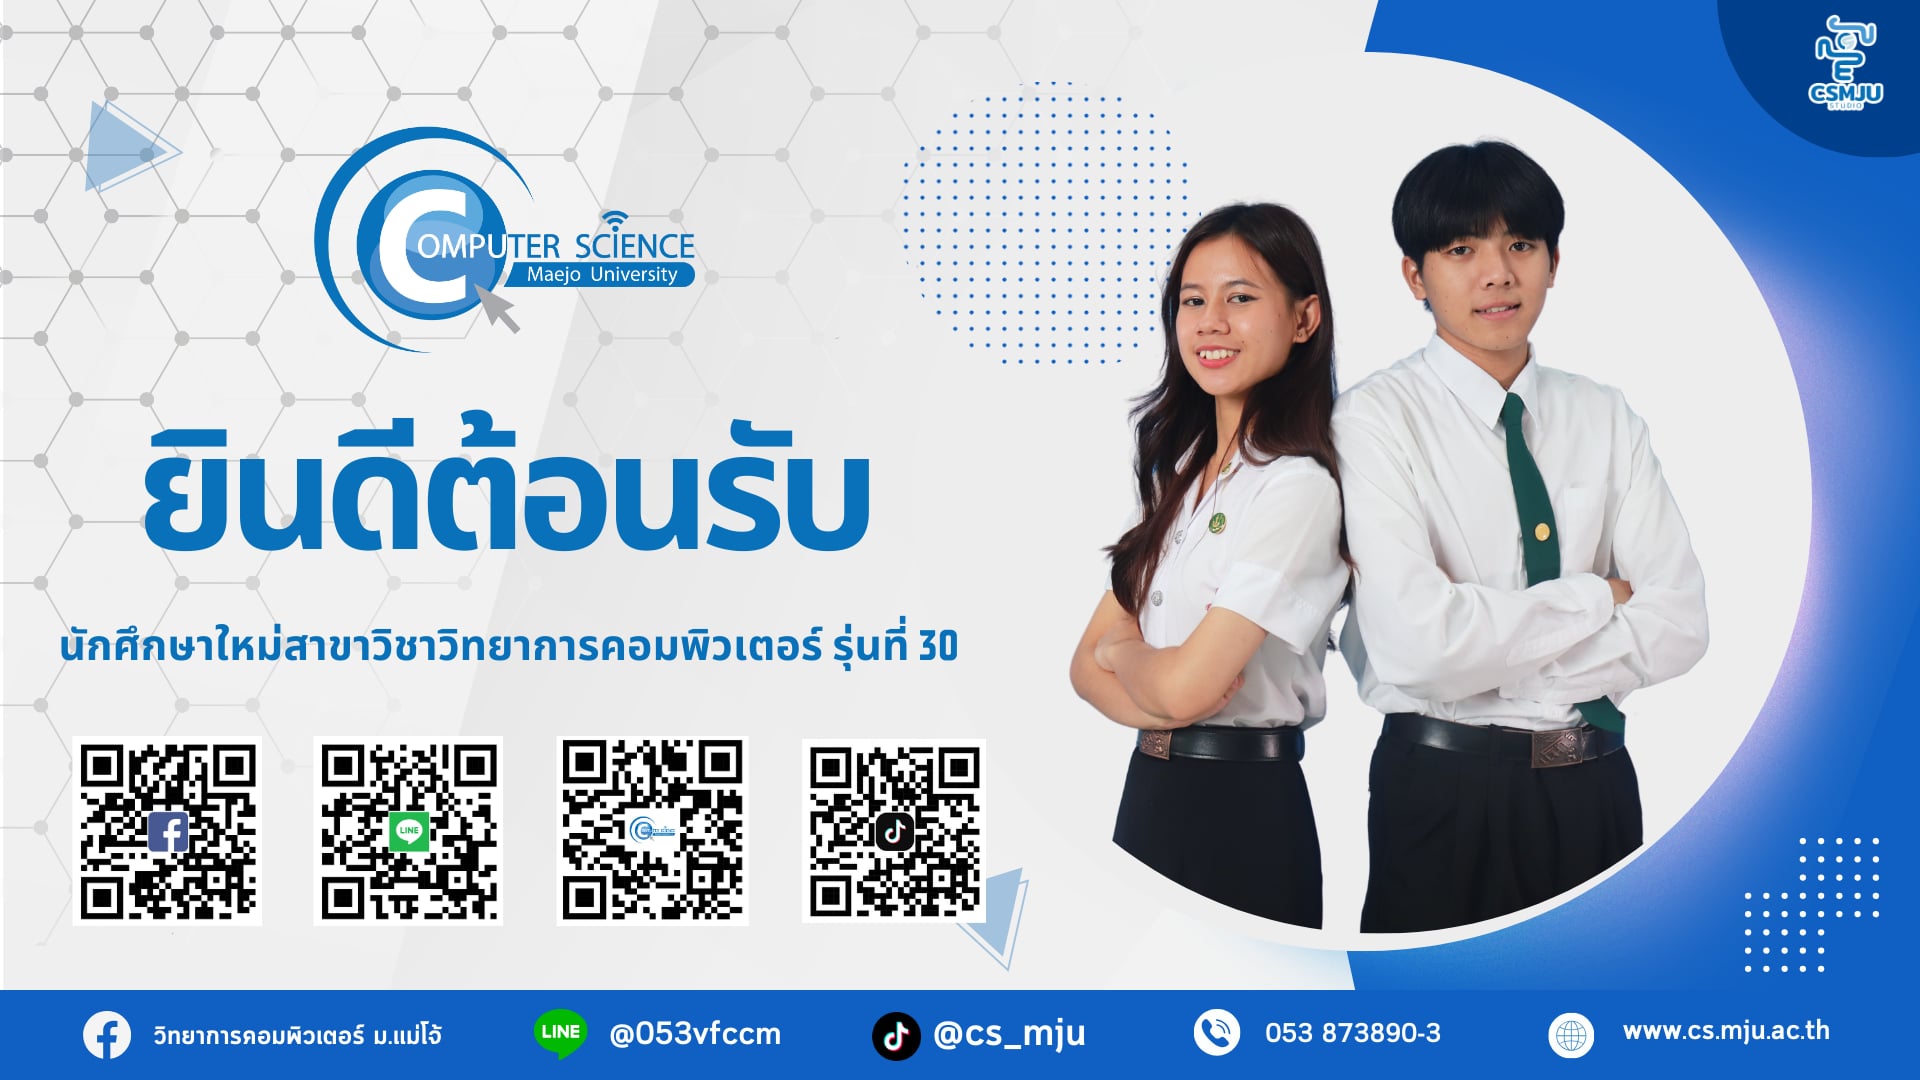 CSMJU
STUDIO
COMPUTER SCIENCE
Maejo University
ยินดีต้อนรับ
นักศึกษาใหม่สาขาวิชาวิทยาการคอมพิวเตอร์ รุ่นที่ 30
LINE
วิทยาการคอมพิวเตอร์ ม.แม่โจ้
LINE @053vfccm
@cs_mju
053 873890-3
www.cs.mju.ac.th